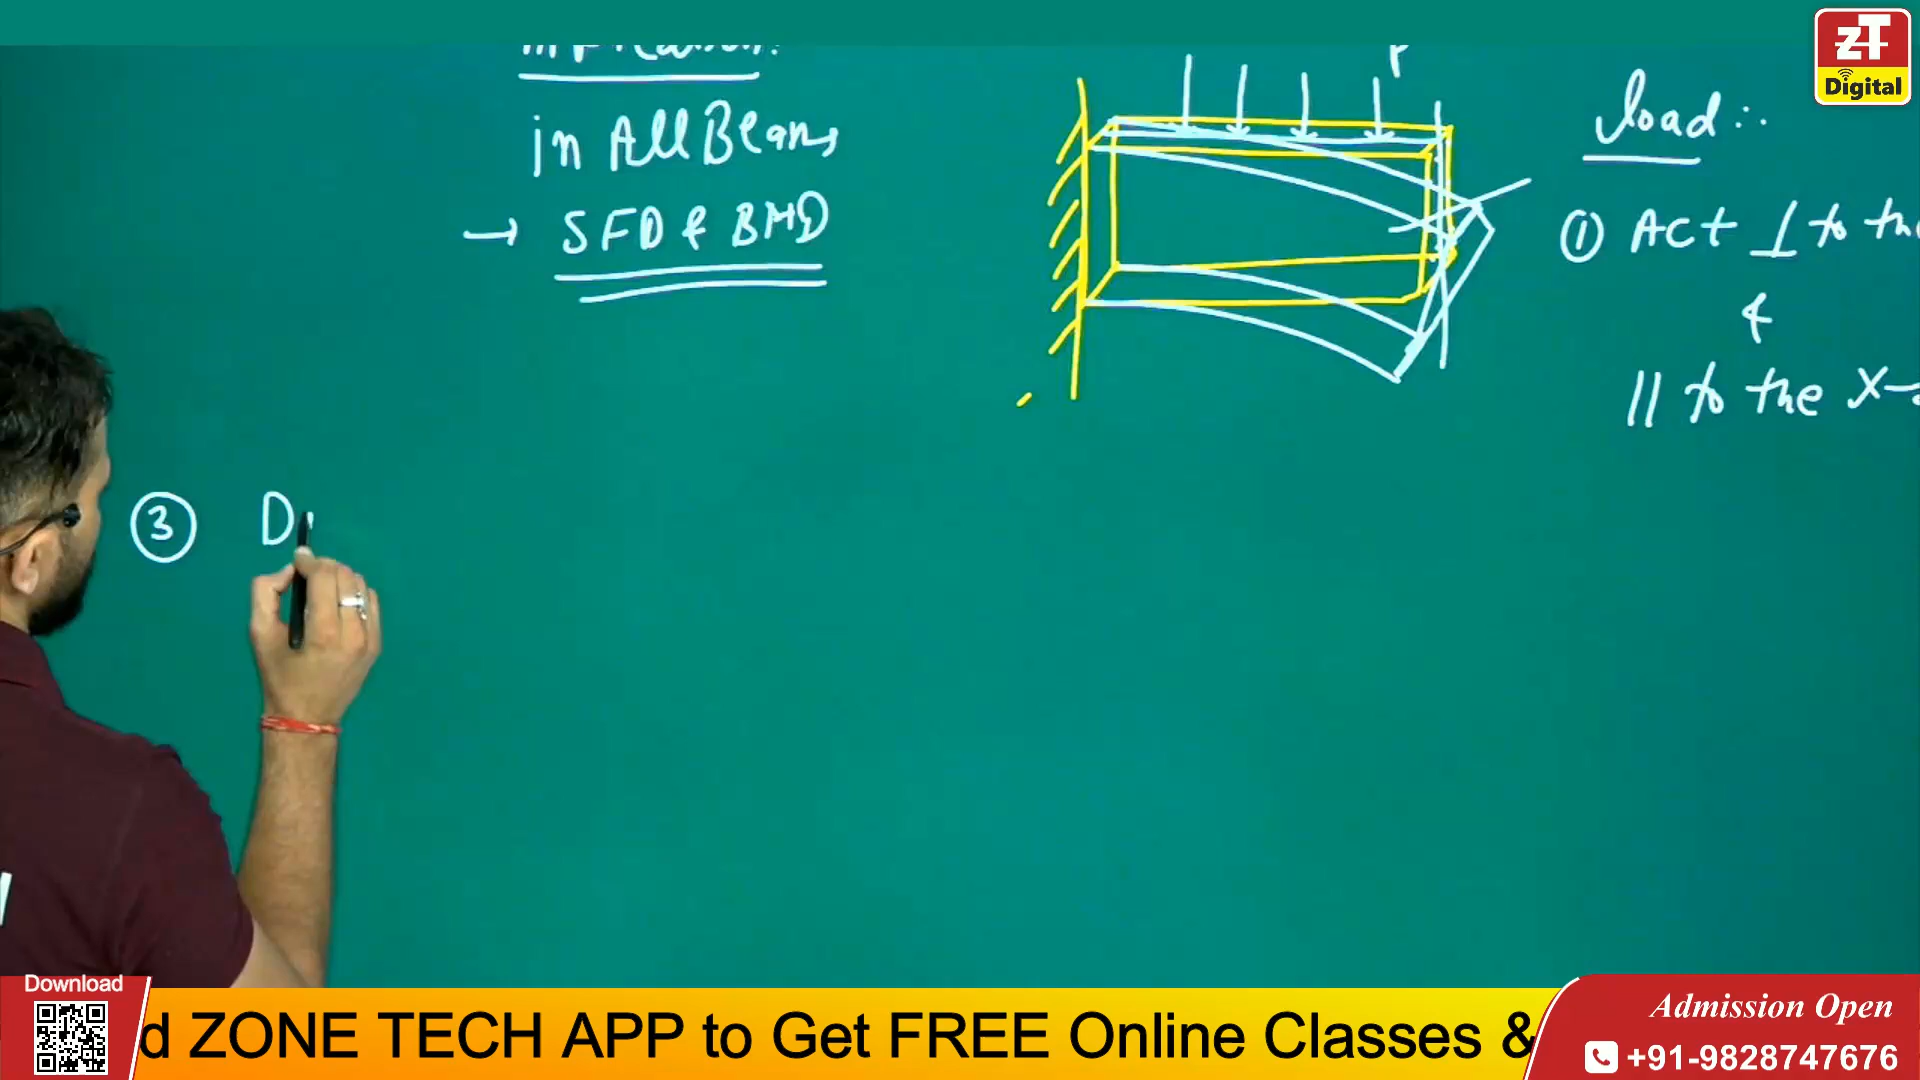 in All Beams
→ SFD & BMD
P
load :.
① Act ⊥ to the
&
|| to the X-
③ D
ZT
Digital
Download
d ZONE TECH APP to Get FREE Online Classes &
Admission Open
+91-9828747676